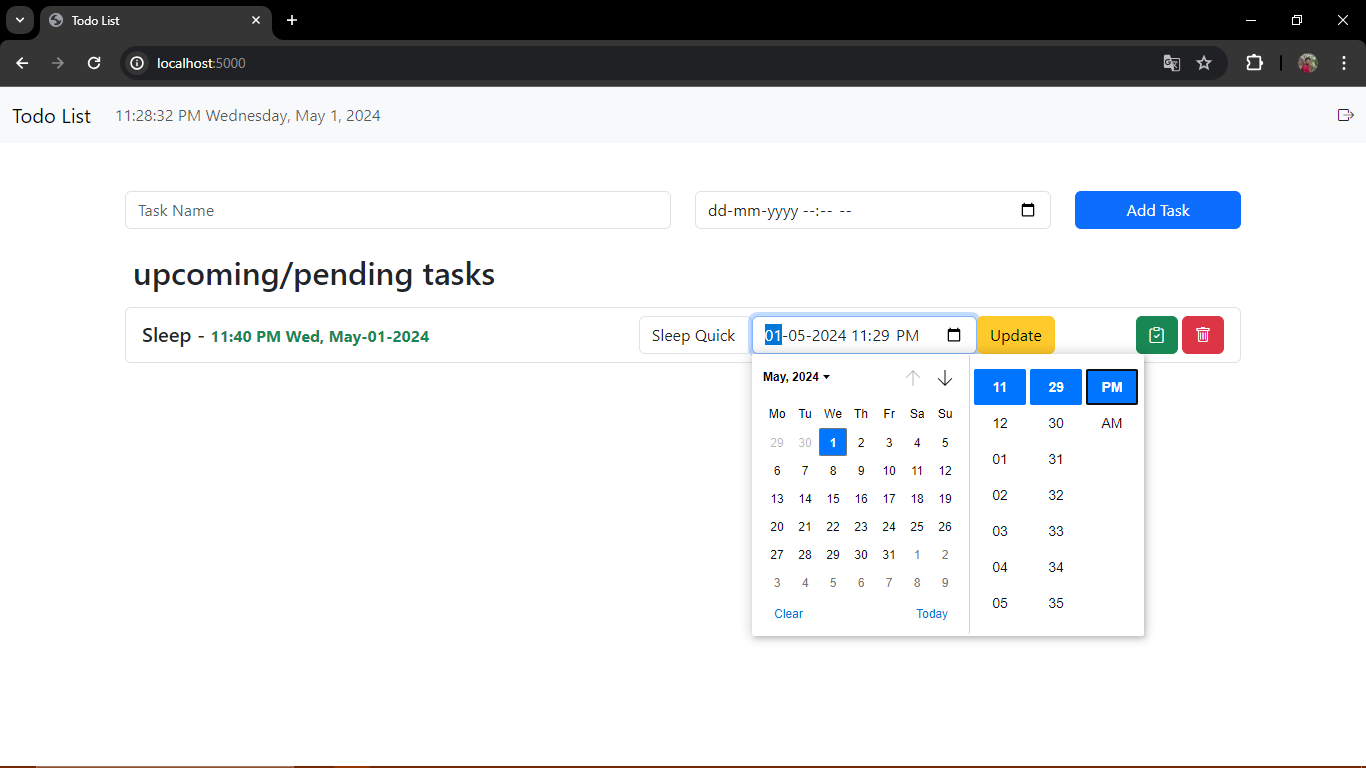 Todo List
localhost:5000
Todo List 11:28:32 PM Wednesday, May 1, 2024
Task Name dd-mm-yyyy --:-- -- Add Task
upcoming/pending tasks
Sleep - 11:40 PM Wed, May-01-2024 Sleep Quick 01-05-2024 11:29 PM Update
May, 2024
Mo Tu We Th Fr Sa Su
29 30 1 2 3 4 5
6 7 8 9 10 11 12
13 14 15 16 17 18 19
20 21 22 23 24 25 26
27 28 29 30 31 1 2
3 4 5 6 7 8 9
Clear Today
11 29 PM
12 30 AM
01 31
02 32
03 33
04 34
05 35